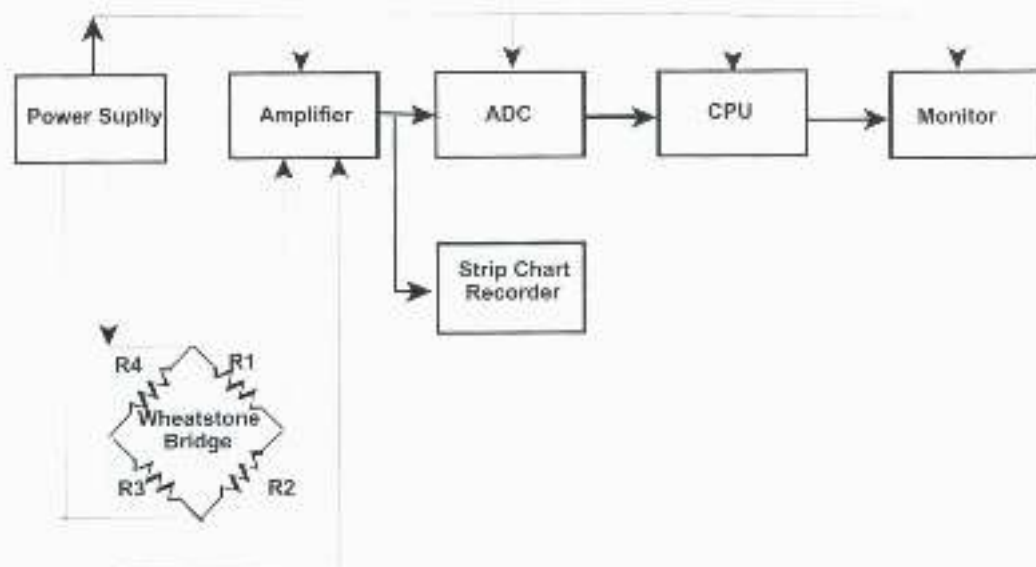 Power Suplly
Amplifier
ADC
CPU
Monitor
Strip Chart
Recorder
R4
R1
Wheatstone
Bridge
R3
R2